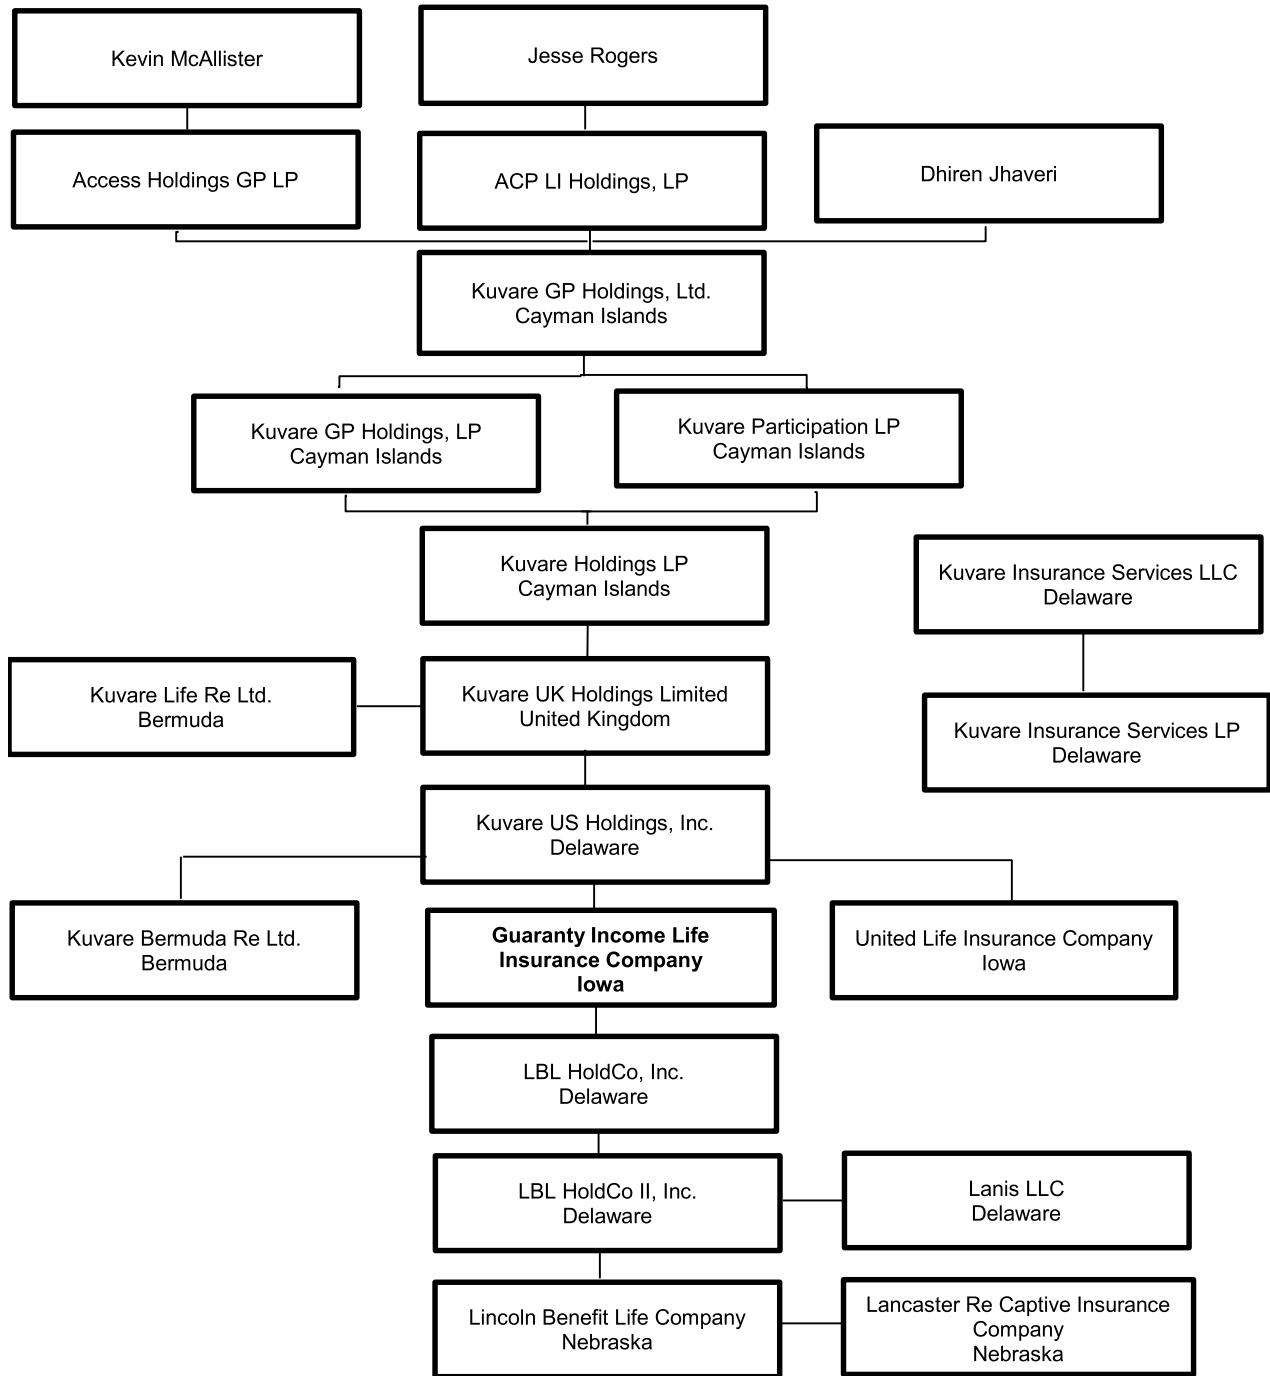 Kevin McAllister
Jesse Rogers
Access Holdings GP LP
ACP LI Holdings, LP
Dhiren Jhaveri
Kuvare GP Holdings, Ltd.
Cayman Islands
Kuvare GP Holdings, LP
Cayman Islands
Kuvare Participation LP
Cayman Islands
Kuvare Holdings LP
Cayman Islands
Kuvare Insurance Services LLC
Delaware
Kuvare Life Re Ltd.
Bermuda
Kuvare UK Holdings Limited
United Kingdom
Kuvare Insurance Services LP
Delaware
Kuvare US Holdings, Inc.
Delaware
Kuvare Bermuda Re Ltd.
Bermuda
Guaranty Income Life
Insurance Company
Iowa
United Life Insurance Company
Iowa
LBL HoldCo, Inc.
Delaware
LBL HoldCo II, Inc.
Delaware
Lanis LLC
Delaware
Lincoln Benefit Life Company
Nebraska
Lancaster Re Captive Insurance
Company
Nebraska